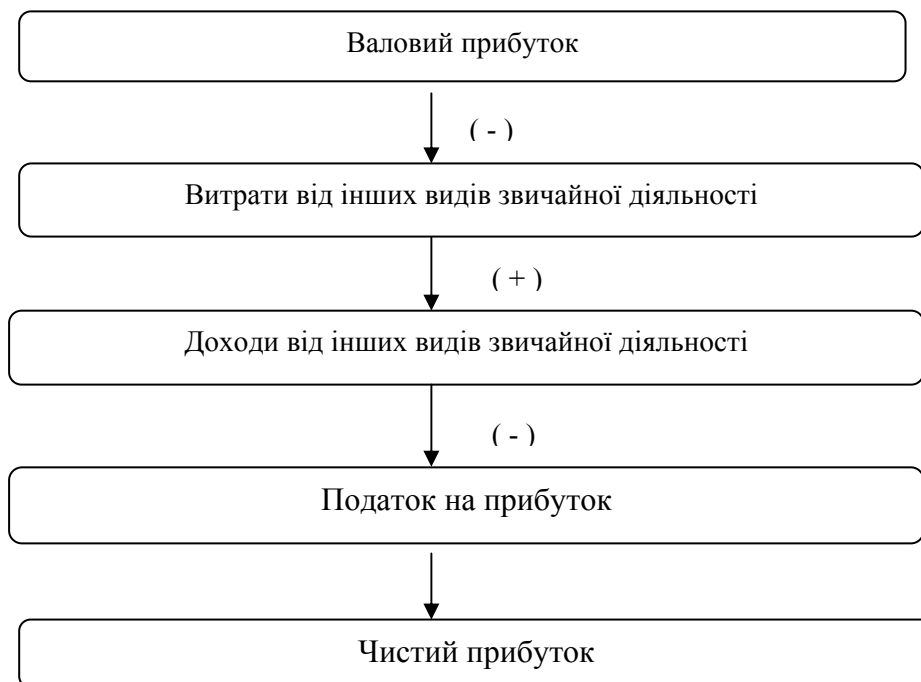 Валовий прибуток
( - )
Витрати від інших видів звичайної діяльності
( + )
Доходи від інших видів звичайної діяльності
( - )
Податок на прибуток
Чистий прибуток